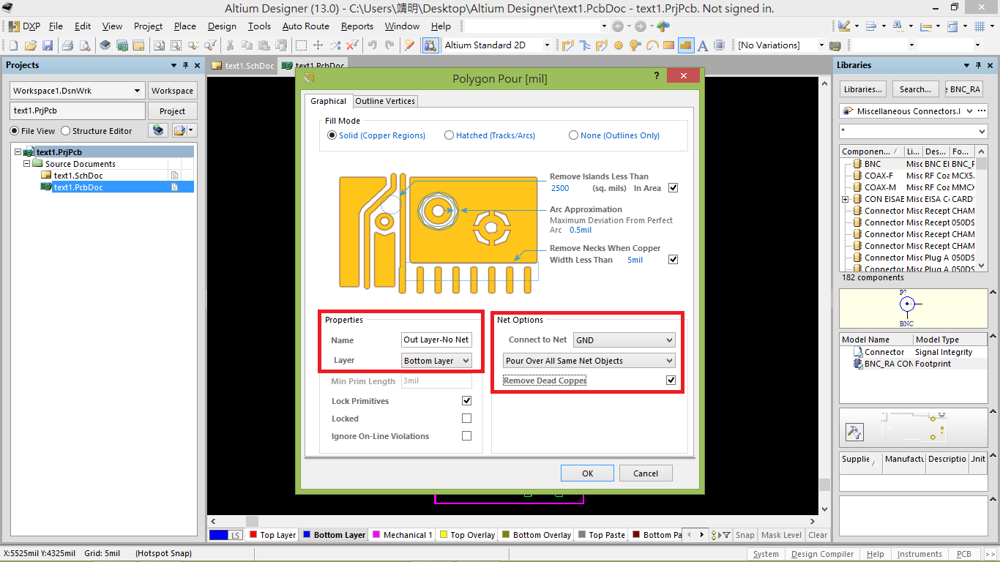 Altium Designer (13.0) - C:\Users\靖明\Desktop\Altium Designer\text1.PcbDoc - text1.PrjPcb. Not signed in.
DXP File Edit View Project Place Design Tools Auto Route Reports Window Help
Altium Standard 2D [No Variations]
Projects
Workspace1.DsnWrk Workspace
text1.PrjPcb Project
File View Structure Editor
text1.PrjPcb
Source Documents
text1.SchDoc
text1.PcbDoc
text1.SchDoc text1.PcbDoc
Polygon Pour [mil]
?
Graphical Outline Vertices
Fill Mode
Solid (Copper Regions) Hatched (Tracks/Arcs) None (Outlines Only)
Remove Islands Less Than
2500 (sq. mils) In Area
Arc Approximation
Maximum Deviation From Perfect
Arc 0.5mil
Remove Necks When Copper
Width Less Than 5mil
Properties
Name Out Layer-No Net
Layer Bottom Layer
Min Prim Length 3mil
Lock Primitives
Locked
Ignore On-Line Violations
Net Options
Connect to Net GND
Pour Over All Same Net Objects
Remove Dead Copper
OK Cancel
Libraries
Libraries... Search... e BNC_RA
Miscellaneous Connectors.I
*
Componen... Li... Des... Fo...
BNC Misc BNC El BNC_F
COAX-F Misc RF Coa MCX5.
COAX-M Misc RF Coa MMCX
CON EISAE Misc EISA Co CARD
Connector Misc Recept CHAM
Connector Misc Recept 050DS
Connector Misc Recept CHAM
Connector Misc Recept CHAM
Connector Misc Plug A 050DS
Connector Misc Plug A 050DS
182 components
P?
BNC
Model Name Model Type
Connector Signal Integrity
BNC_RA CON Footprint
Supplie Manufactu Descriptio Jnit
LS Top Layer Bottom Layer Mechanical 1 Top Overlay Bottom Overlay Top Paste Bottom Pa Snap Mask Level Clear
X:5525mil Y:4325mil Grid: 5mil (Hotspot Snap) System Design Compiler Help Instruments PCB >>